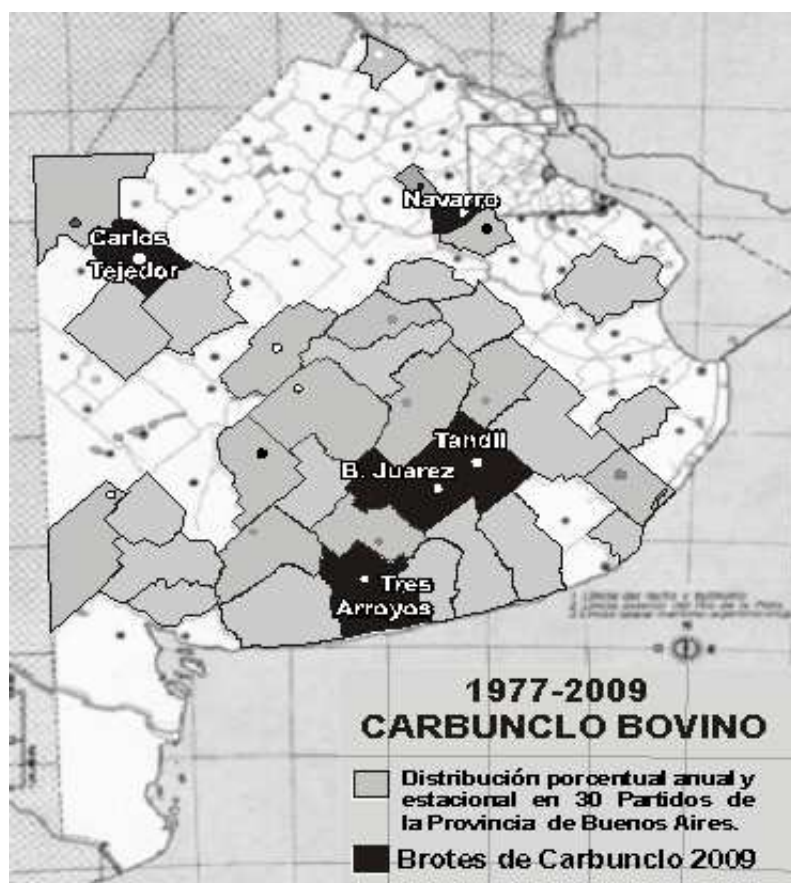 Navarro
Carlos
Tejedor
Tandil
B. Juarez
Tres
Arroyos
1977-2009
CARBUNCLO BOVINO
Distribución porcentual anual y
estacional en 30 Partidos de
la Provincia de Buenos Aires.
Brotes de Carbunclo 2009